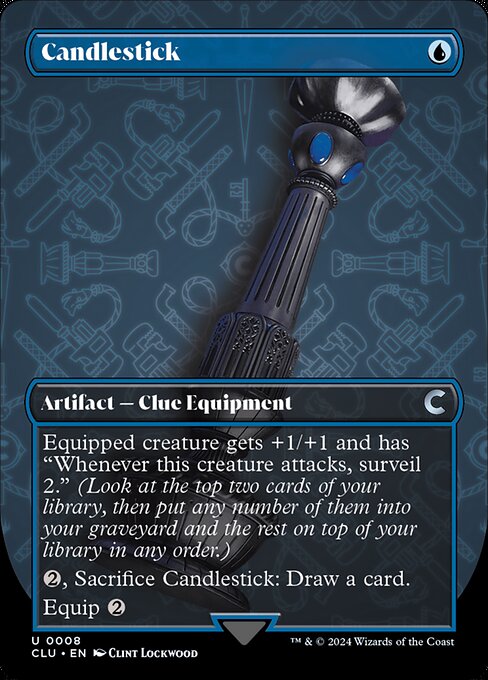 Candlestick
Artifact — Clue Equipment
Equipped creature gets +1/+1 and has
“Whenever this creature attacks, surveil
2.” (Look at the top two cards of your
library, then put any number of them into
your graveyard and the rest on top of your
library in any order.)
2, Sacrifice Candlestick: Draw a card.
Equip 2
U 0008
CLU • EN Clint Lockwood
™ & © 2024 Wizards of the Coast